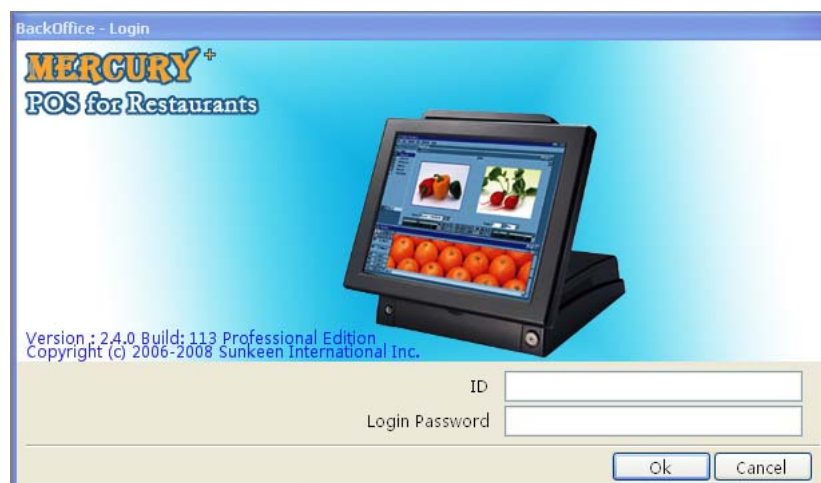 BackOffice - Login
MERCURY+
POS for Restaurants
Version : 2.4.0 Build: 113 Professional Edition
Copyright (c) 2006-2008 Sunkeen International Inc.
ID
Login Password
Ok
Cancel